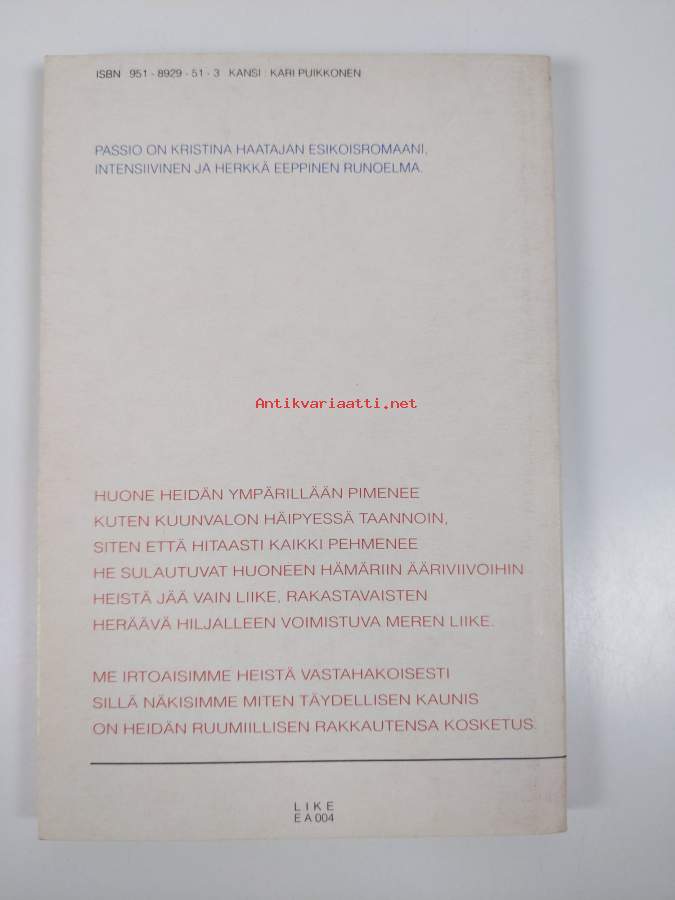 ISBN 951-8929-51-3 KANSI: KARI PUIKKONEN
PASSIO ON KRISTINA HAATAJAN ESIKOISROMAANI,
INTENSIIVINEN JA HERKKÄ EEPPINEN RUNOELMA.
Antikvariaatti.net
HUONE HEIDÄN YMPÄRILLÄÄN PIMENEE
KUTEN KUUNVALON HÄIPYESSÄ TAANNOIN,
SITEN ETTÄ HITAASTI KAIKKI PEHMENEE
HE SULAUTUVAT HUONEEN HÄMÄRIIN ÄÄRIVIIVOIHIN
HEISTÄ JÄÄ VAIN LIIKE, RAKASTAVAISTEN
HERÄÄVÄ HILJALLEEN VOIMISTUVA MEREN LIIKE.
ME IRTOAISIMME HEISTÄ VASTAHAKOISESTI
SILLÄ NÄKISIMME MITEN TÄYDELLISEN KAUNIS
ON HEIDÄN RUUMIILLISEN RAKKAUTENSA KOSKETUS.
LIKE
EA 004